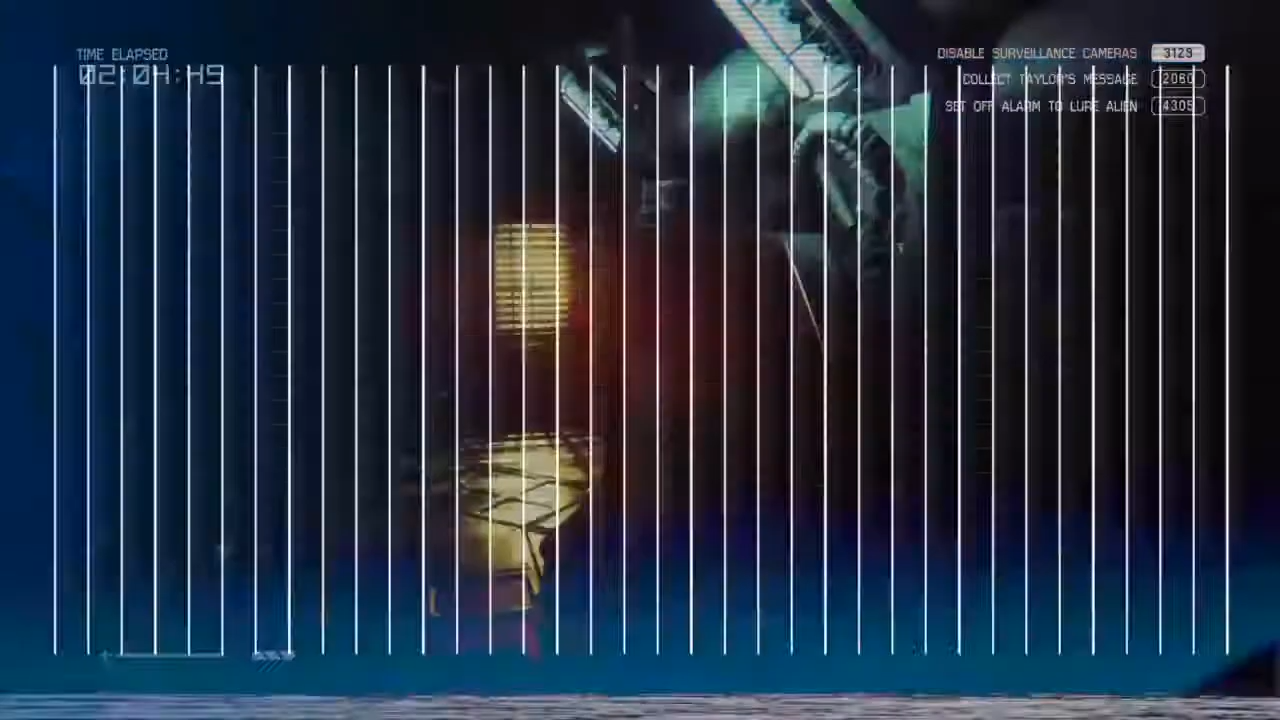 TIME ELAPSED
02:04:49
DISABLE SURVEILLANCE CAMERAS 3125
COLLECT TAYLOR'S MESSAGE 2060
SET OFF ALARM TO LURE ALIEN 4305